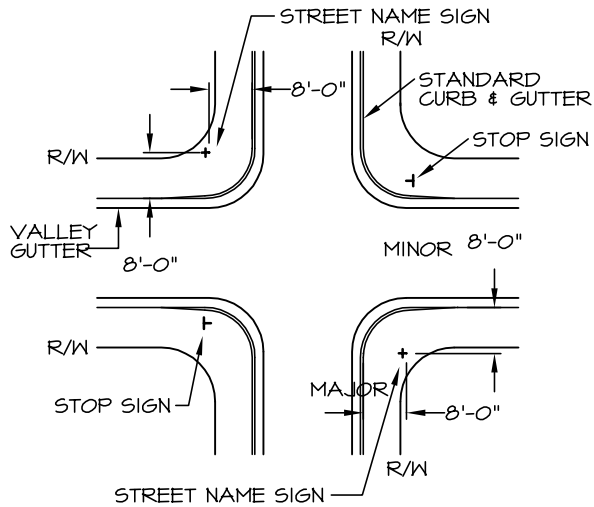 STREET NAME SIGN
R/W
8'-0"
STANDARD
CURB & GUTTER
STOP SIGN
R/W
VALLEY
GUTTER
8'-0"
MINOR
8'-0"
R/W
MAJOR
STOP SIGN
8'-0"
R/W
STREET NAME SIGN